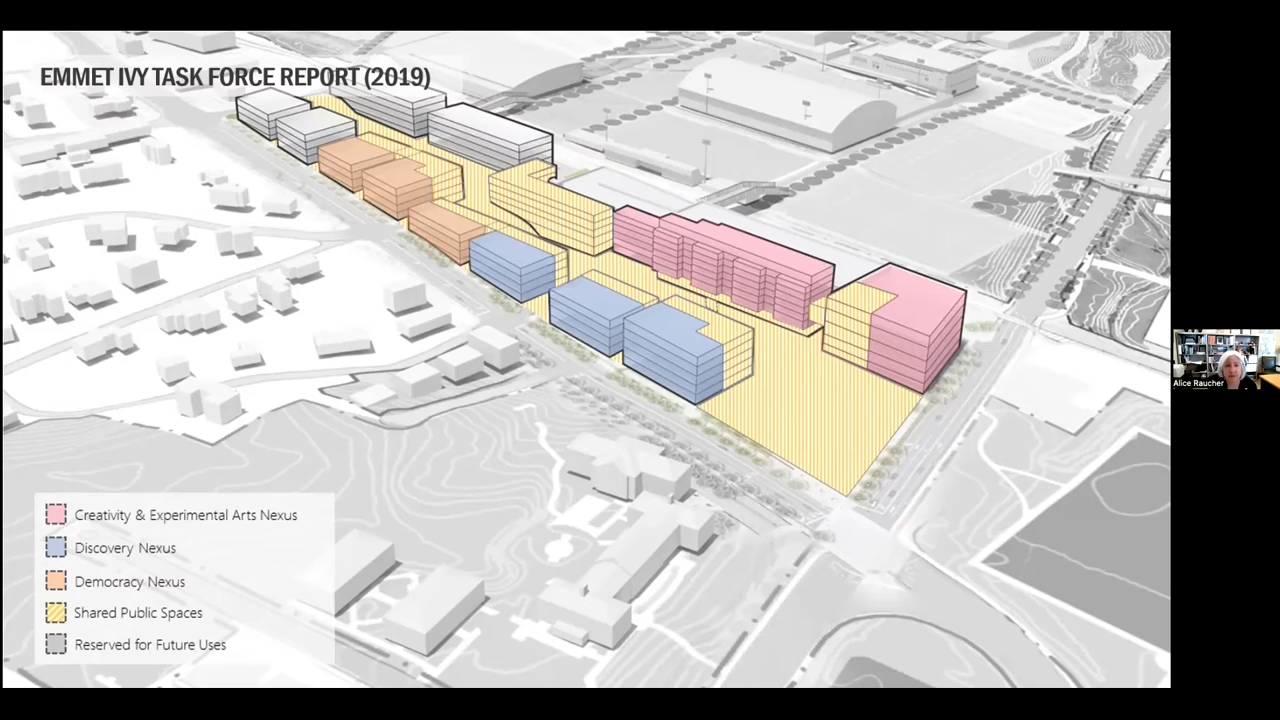 EMMET IVY TASK FORCE REPORT (2019)
Creativity & Experimental Arts Nexus
Discovery Nexus
Democracy Nexus
Shared Public Spaces
Reserved for Future Uses
Alice Raucher